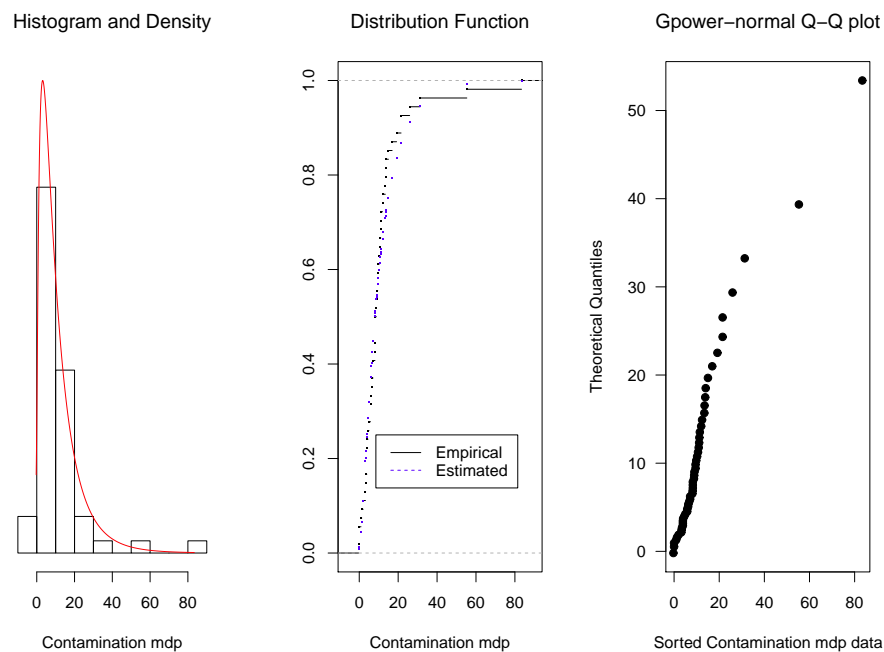 Histogram and Density
0 20 40 60 80
Contamination mdp
Distribution Function
1.0
0.8
0.6
0.4
0.2
0.0
Empirical
Estimated
0 20 40 60 80
Contamination mdp
Gpower−normal Q−Q plot
Theoretical Quantiles
50
40
30
20
10
0
0 20 40 60 80
Sorted Contamination mdp data